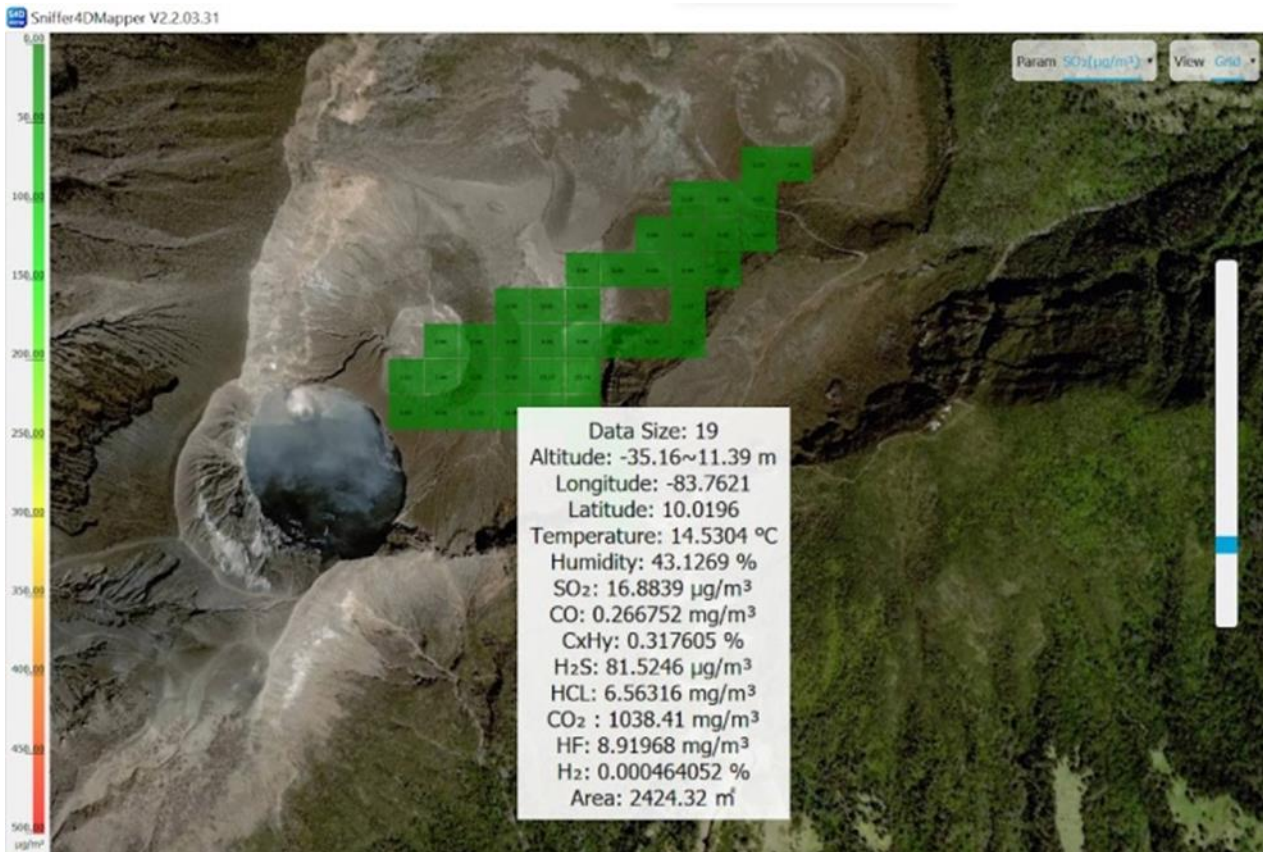 Sniffer4DMapper V2.2.03.31
Param SO₂(µg/m³) View Grid
0.00
50.00
100.00
150.00
200.00
250.00
300.00
350.00
400.00
450.00
500.00
µg/m³
Data Size: 19
Altitude: -35.16~11.39 m
Longitude: -83.7621
Latitude: 10.0196
Temperature: 14.5304 ºC
Humidity: 43.1269 %
SO₂: 16.8839 µg/m³
CO: 0.266752 mg/m³
CxHy: 0.317605 %
H₂S: 81.5246 µg/m³
HCL: 6.56316 mg/m³
CO₂ : 1038.41 mg/m³
HF: 8.91968 mg/m³
H₂: 0.000464052 %
Area: 2424.32 ㎡